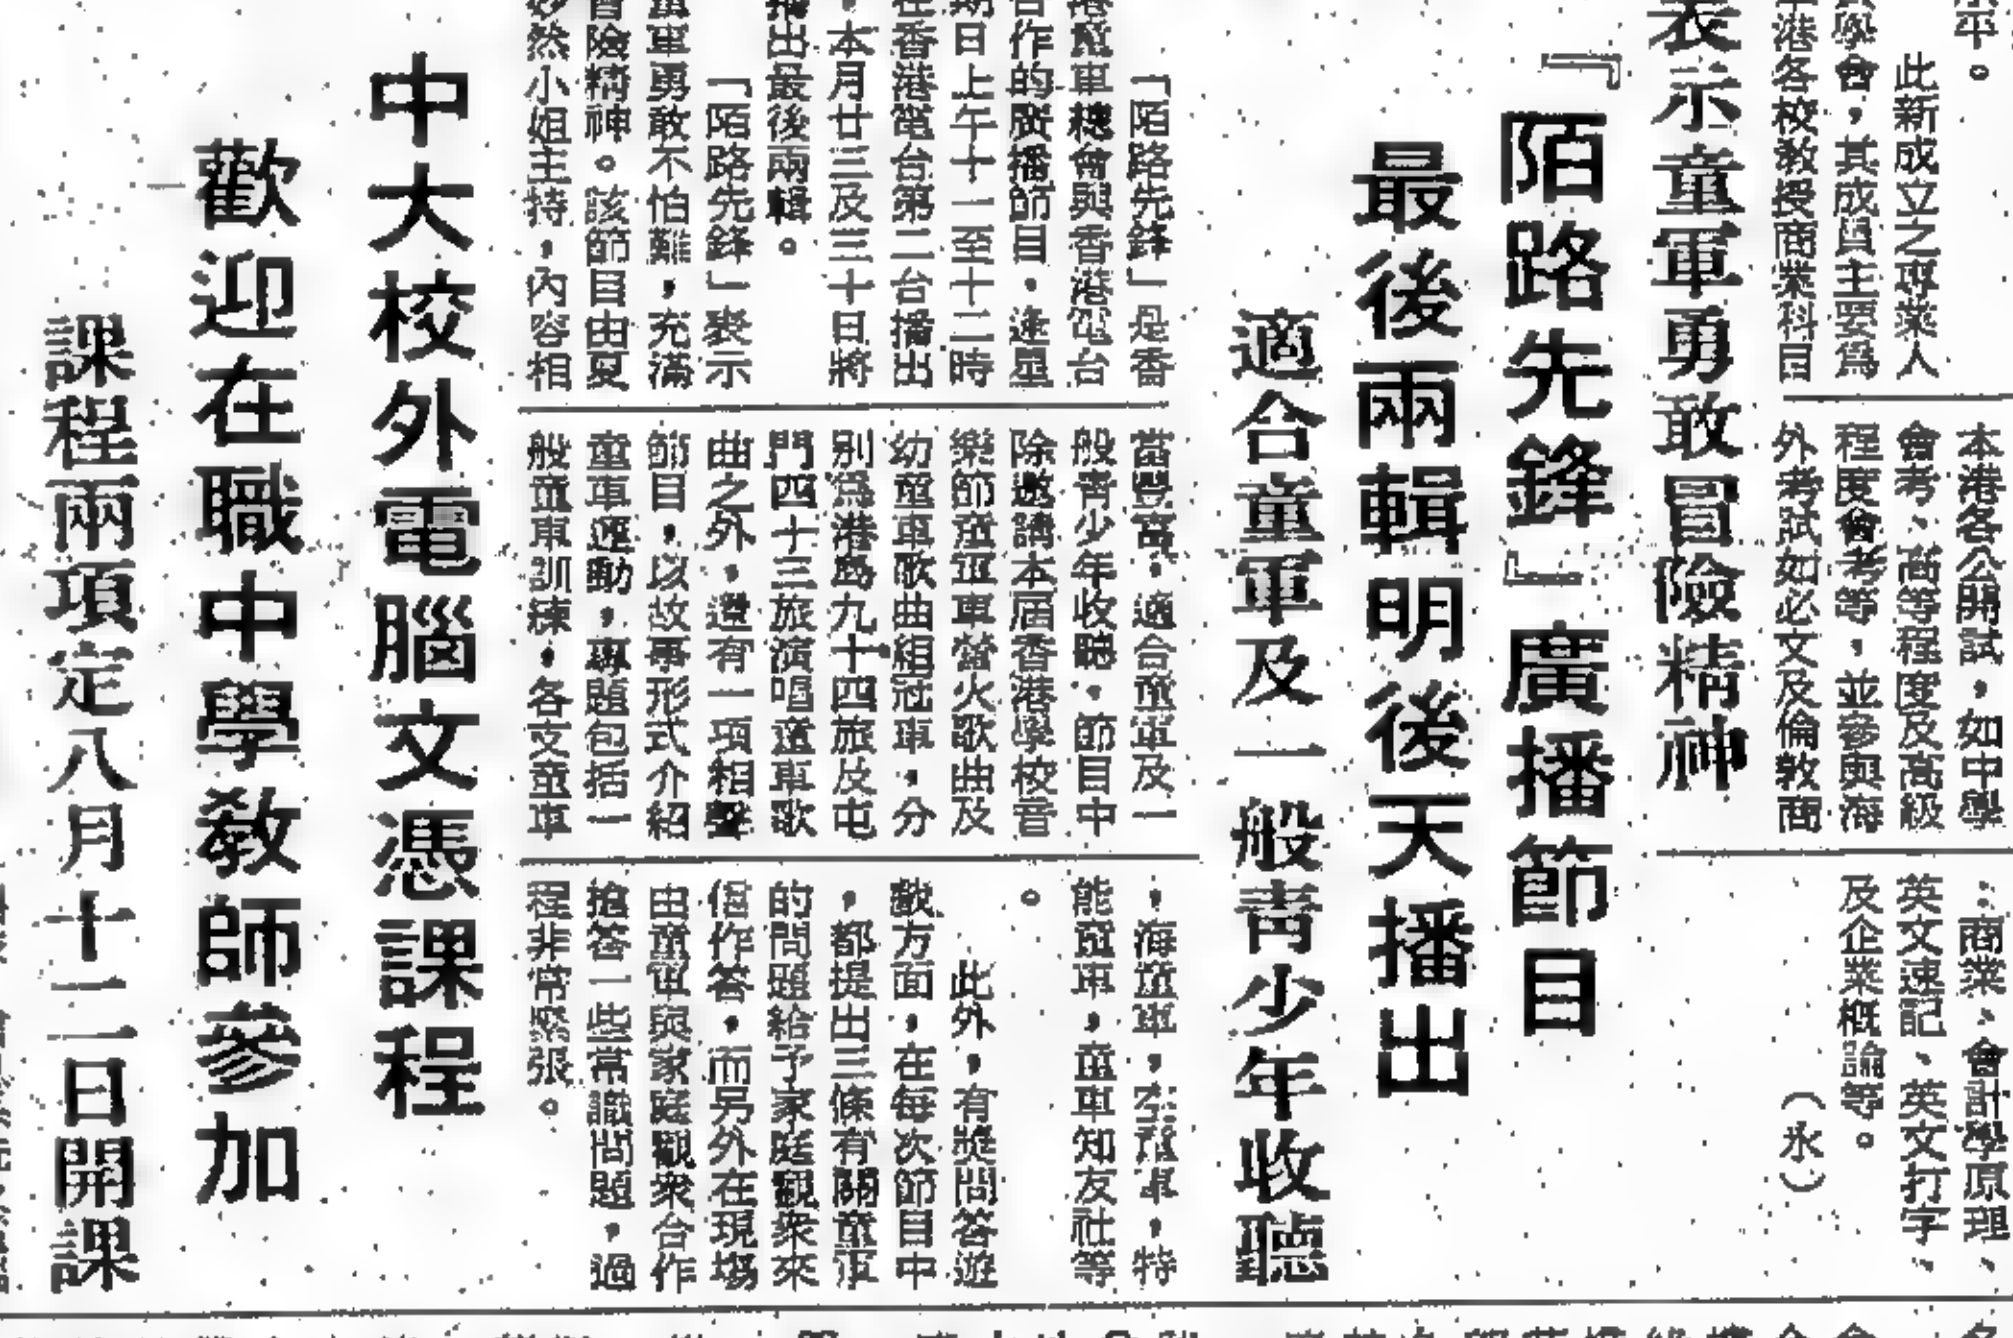 水平。
此新成立之專業人
學會，其成員主要爲
港各校教授商業科目
本港各公開試，如中學
會考、高等程度及高級
程度會考等，並參與海
外考試如必文及倫敦商
：商業、會計學原理、
英文速記、英文打字、
及企業概論等。
（永）
表示童軍勇敢冒險精神
『陌路先鋒』廣播節目
最後兩輯明後天播出
適合童軍及一般青少年收聽
「陌路先鋒」是香
港童軍總會與香港電台
合作的廣播節目，逢星
期日上午十一至十二時
在香港電台第二台播出
，本月廿三及三十日將
播出最後兩輯。
「陌路先鋒」表示
童軍勇敢不怕難，充滿
冒險精神。該節目由夏
妙然小姐主持，內容相
當豐富，適合童軍及一
般青少年收聽，節目中
除邀請本屆香港學校音
樂節童軍營火歌曲及
幼童軍歌曲組冠軍，分
別爲港島九十四旅及屯
門四十三旅演唱童軍歌
曲之外，還有一項相聲
節目，以故事形式介紹
童軍運動，專題包括一
般童軍訓練，各支童軍
，海童軍，空童軍，特
能童軍，童軍知友社等
。
此外，有獎問答遊
戲方面，在每次節目中
，都提出三條有關童軍
的問題給予家庭觀衆來
信作答，而另外在現場
由童軍與家庭觀衆合作
搶答一些常識問題，過
程非常緊張。
中大校外電腦文憑課程
歡迎在職中學教師參加
課程兩項定八月十二日開課